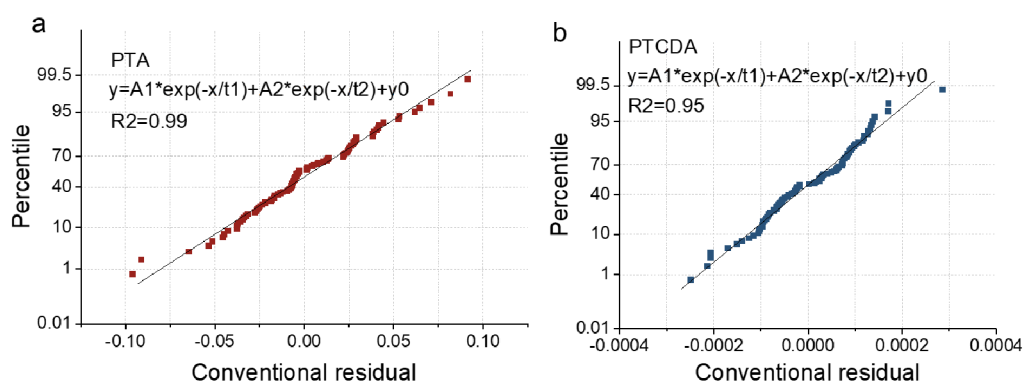 a
PTA
y=A1*exp(-x/t1)+A2*exp(-x/t2)+y0
R2=0.99
Percentile
99.5
95
70
40
10
1
0.01
-0.10
-0.05
0.00
0.05
0.10
Conventional residual
b
PTCDA
y=A1*exp(-x/t1)+A2*exp(-x/t2)+y0
R2=0.95
Percentile
99.5
95
70
40
10
1
0.01
-0.0004
-0.0002
0.0000
0.0002
0.0004
Conventional residual